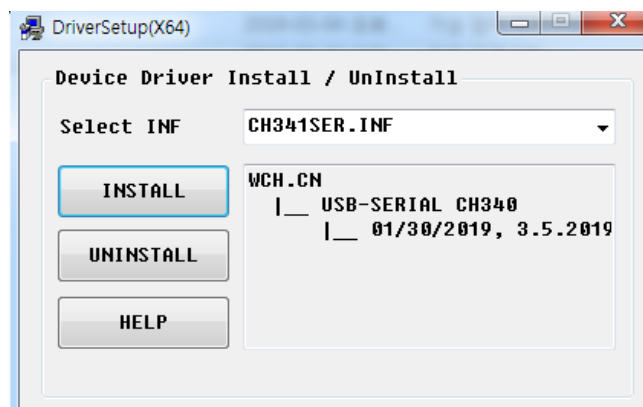 DriverSetup(X64)
Device Driver Install / UnInstall
Select INF
CH341SER.INF
INSTALL
UNINSTALL
HELP
WCH.CN
|__ USB-SERIAL CH340
|__ 01/30/2019, 3.5.2019